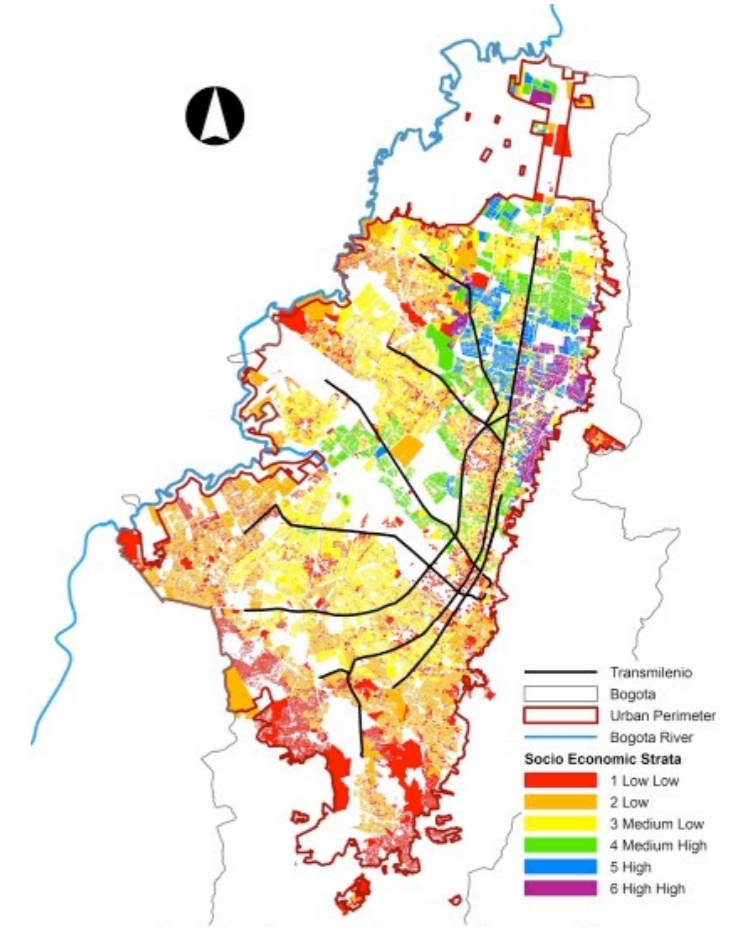 Transmilenio
Bogota
Urban Perimeter
Bogota River
Socio Economic Strata
1 Low Low
2 Low
3 Medium Low
4 Medium High
5 High
6 High High